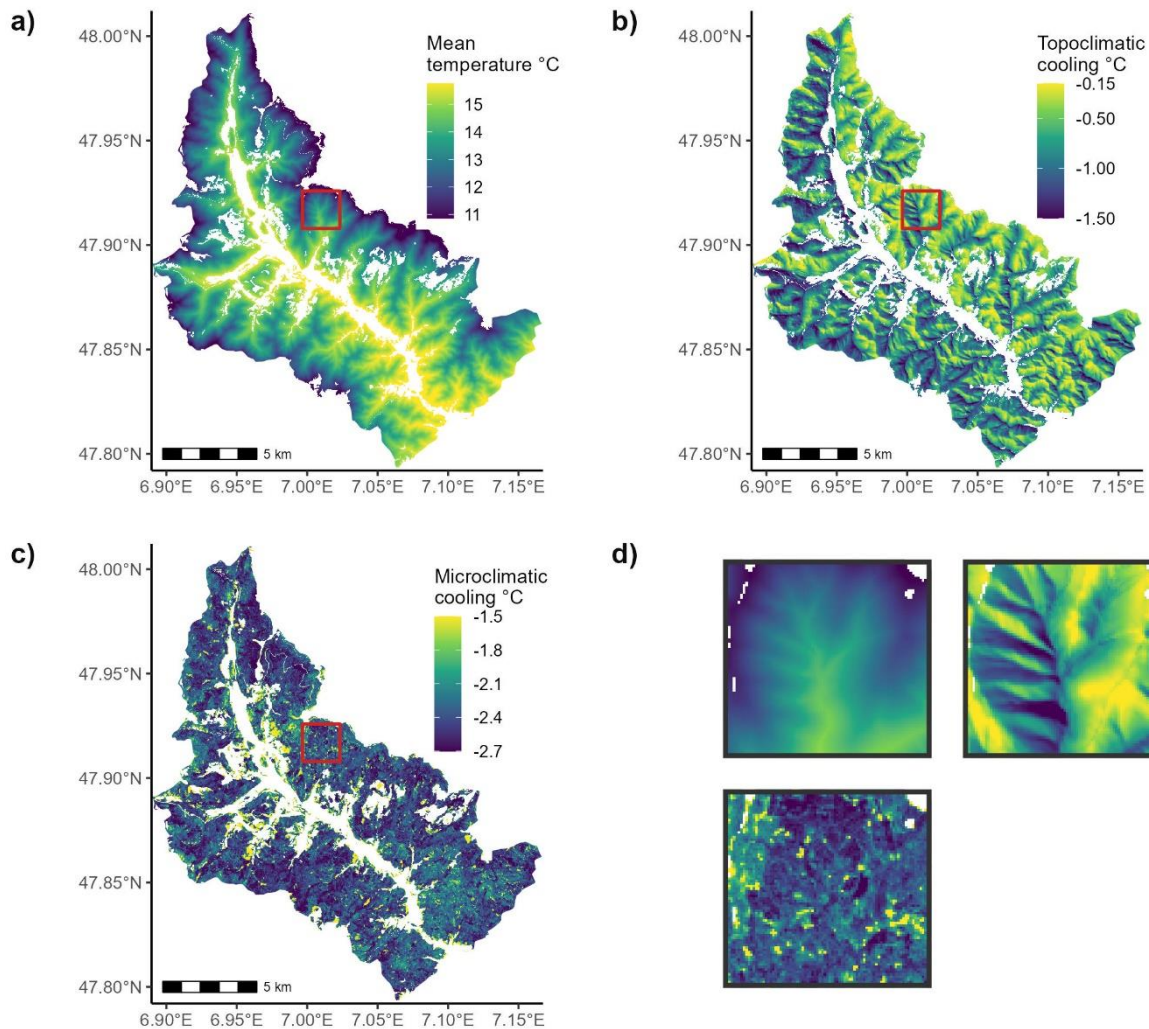 a)
Mean
temperature °C
15
14
13
12
11
48.00°N
47.95°N
47.90°N
47.85°N
47.80°N
5 km
6.90°E 6.95°E 7.00°E 7.05°E 7.10°E 7.15°E
b)
Topoclimatic
cooling °C
-0.15
-0.50
-1.00
-1.50
48.00°N
47.95°N
47.90°N
47.85°N
47.80°N
5 km
6.90°E 6.95°E 7.00°E 7.05°E 7.10°E 7.15°E
c)
Microclimatic
cooling °C
-1.5
-1.8
-2.1
-2.4
-2.7
48.00°N
47.95°N
47.90°N
47.85°N
47.80°N
5 km
6.90°E 6.95°E 7.00°E 7.05°E 7.10°E 7.15°E
d)